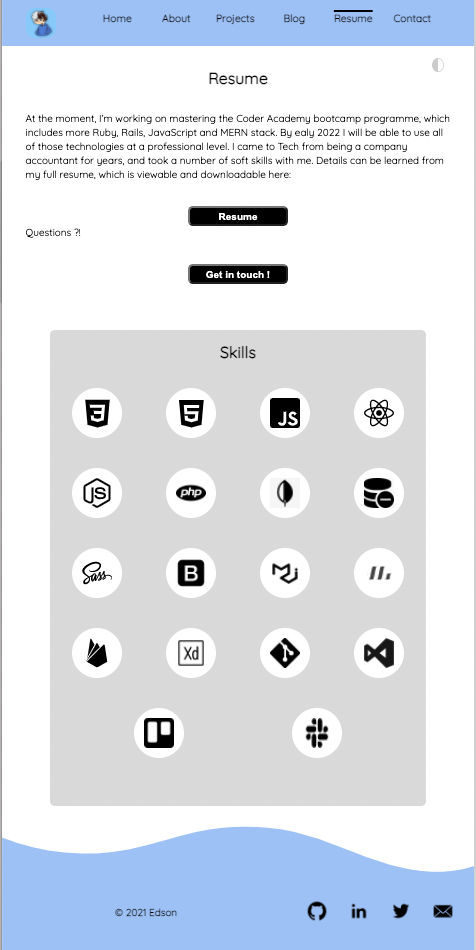 Home About Projects Blog Resume Contact
Resume
At the moment, I'm working on mastering the Coder Academy bootcamp programme, which
includes more Ruby, Rails, JavaScript and MERN stack. By ealy 2022 I will be able to use all
of those technologies at a professional level. I came to Tech from being a company
accountant for years, and took a number of soft skills with me. Details can be learned from
my full resume, which is viewable and downloadable here:
Resume
Questions ?!
Get in touch !
Skills
3 5 JS
JS php
Sass B
Xd
© 2021 Edson in